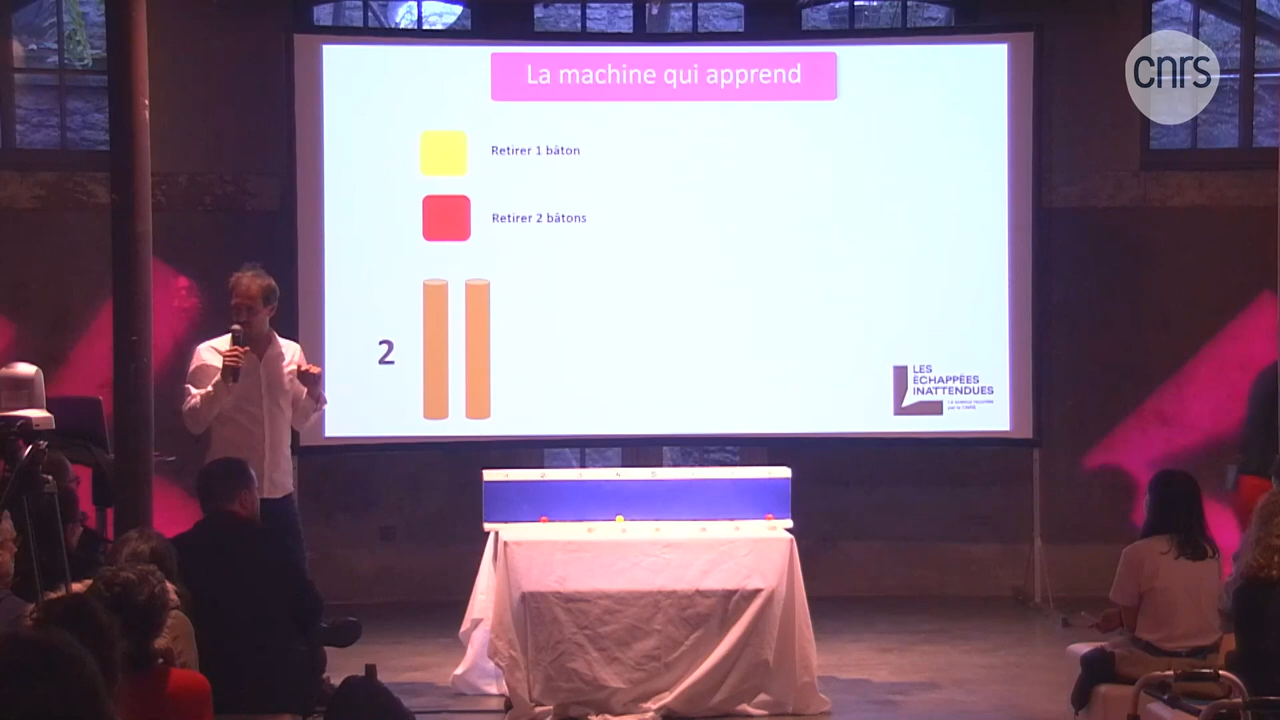 La machine qui apprend
cnrs
Retirer 1 bâton
Retirer 2 bâtons
2
LES
ÉCHAPPÉES
INATTENDUES